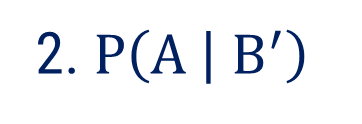 2. P(A | B′)